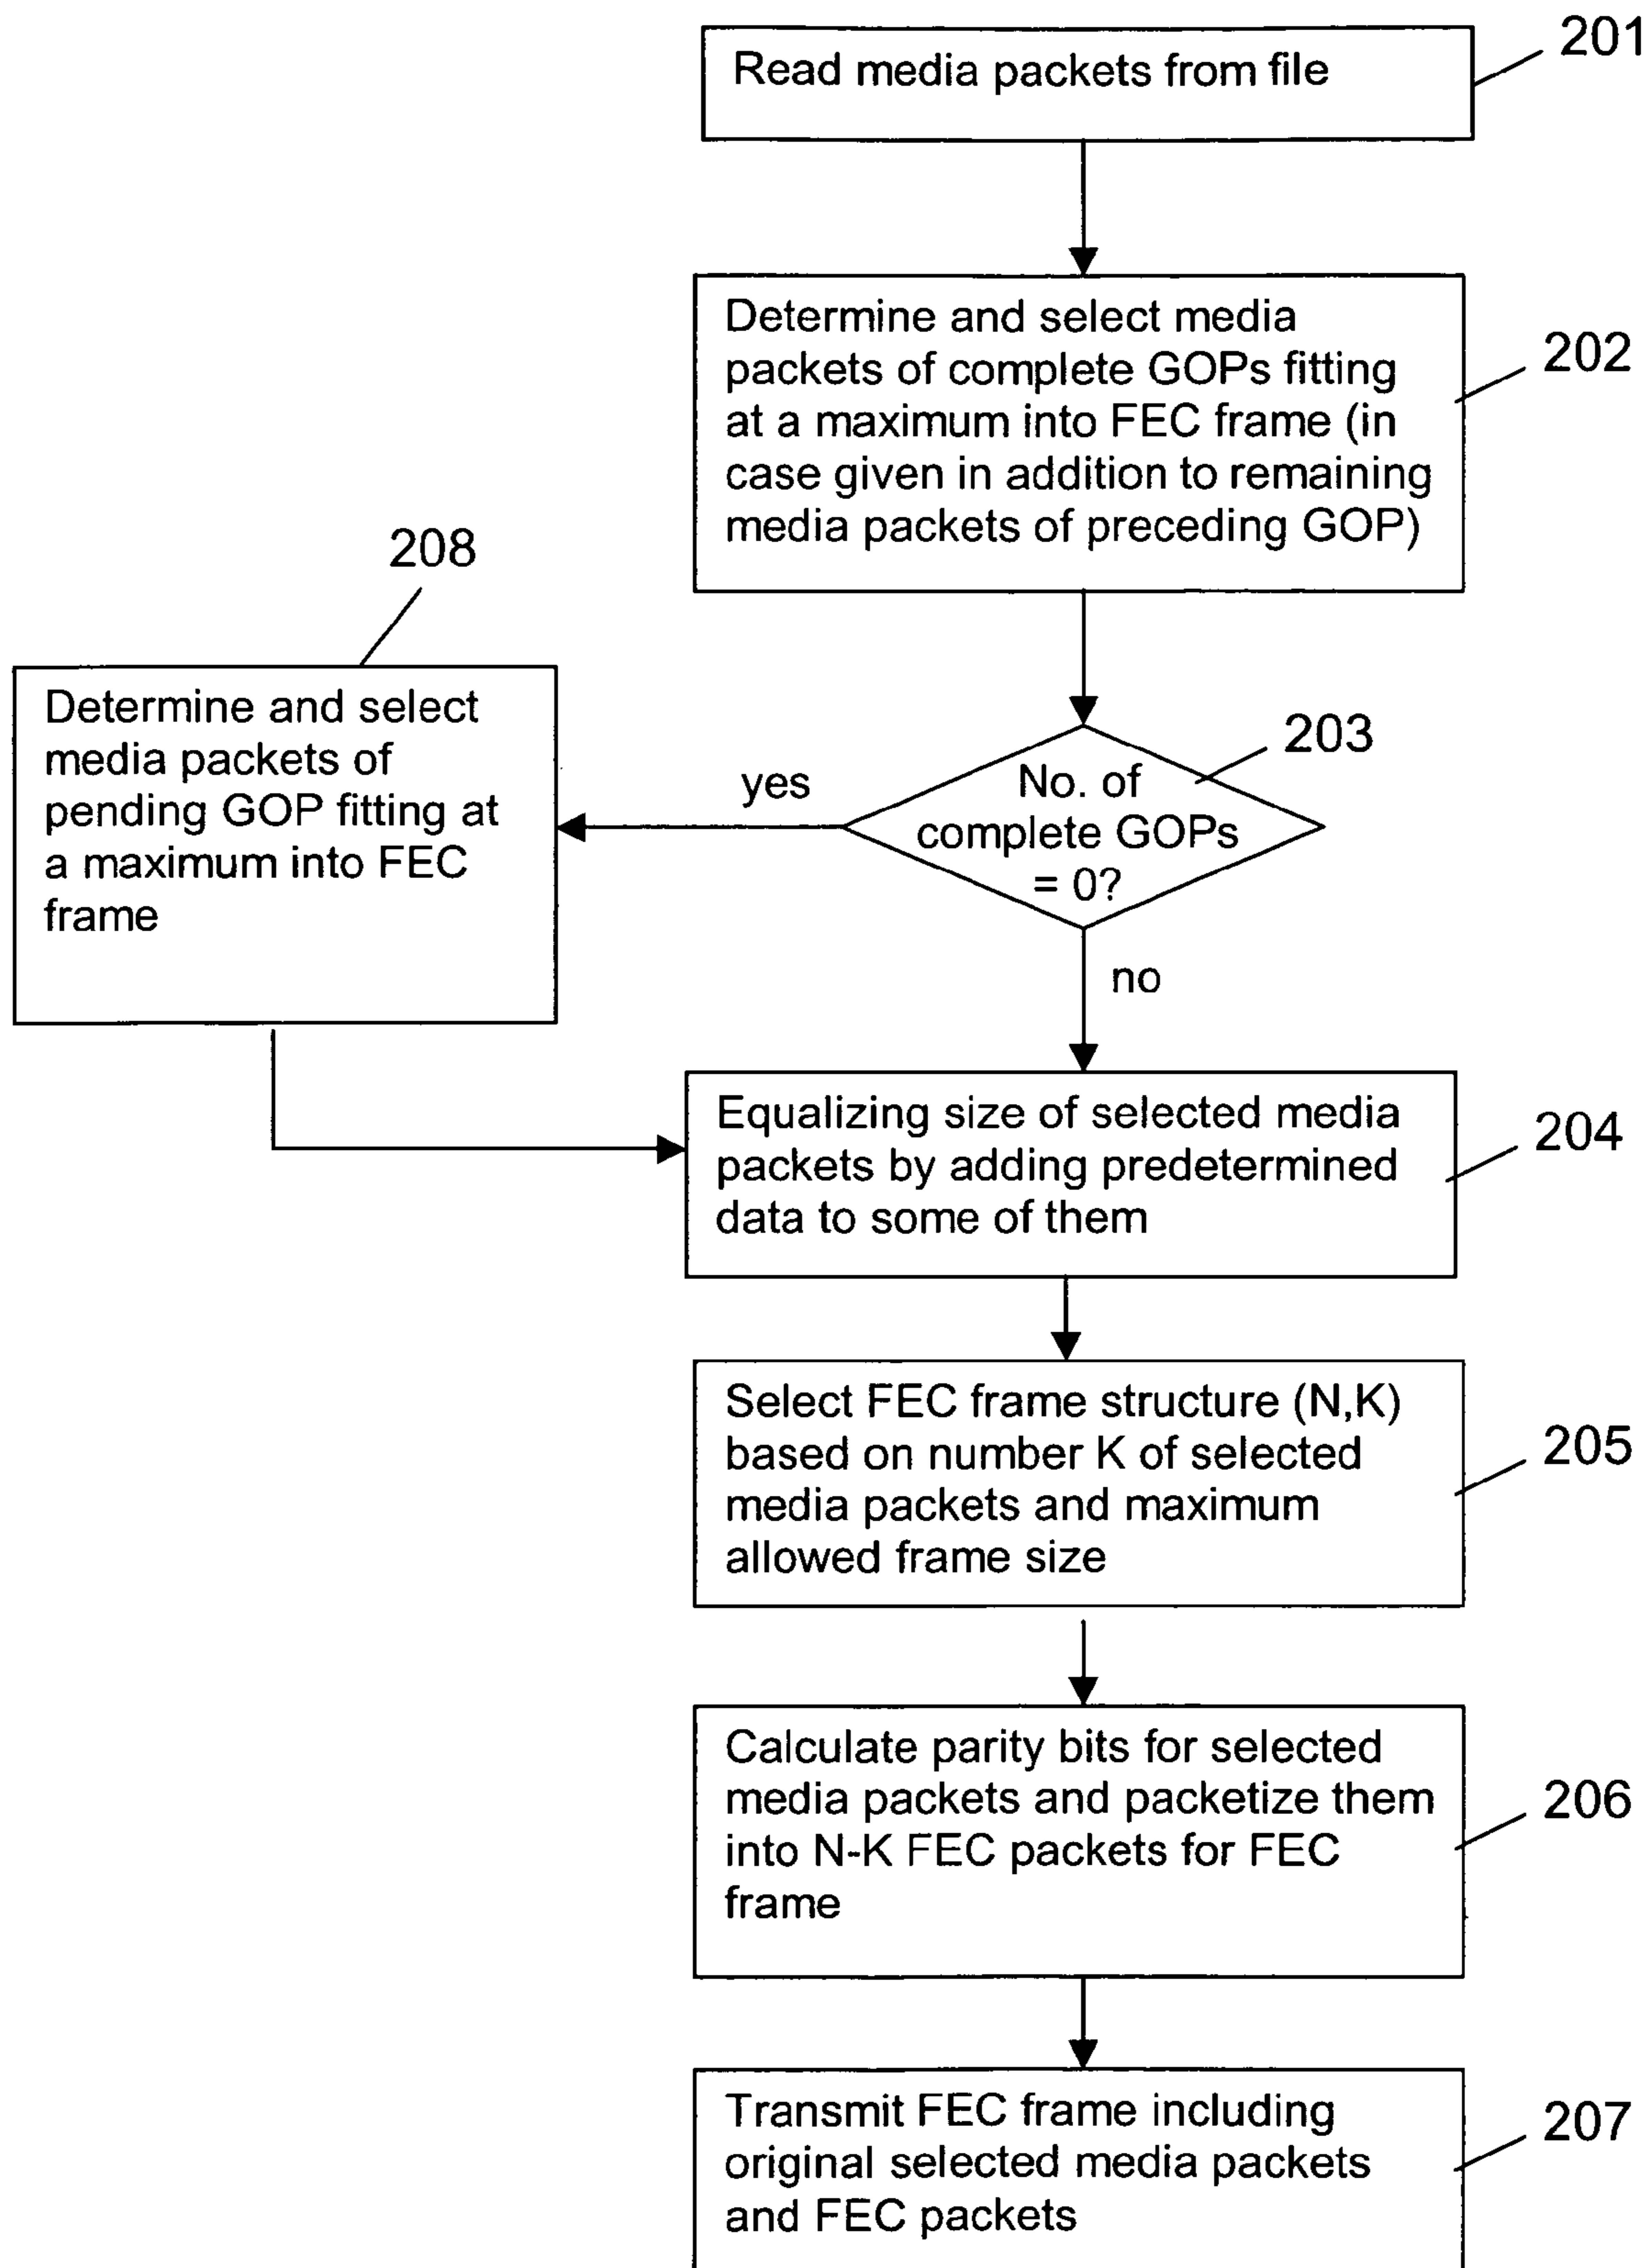 Read media packets from file
201
Determine and select media
packets of complete GOPs fitting
at a maximum into FEC frame (in
case given in addition to remaining
media packets of preceding GOP)
202
208
Determine and select
media packets of
pending GOP fitting at
a maximum into FEC
frame
yes
No. of
complete GOPs
= 0?
203
no
Equalizing size of selected media
packets by adding predetermined
data to some of them
204
Select FEC frame structure (N,K)
based on number K of selected
media packets and maximum
allowed frame size
205
Calculate parity bits for selected
media packets and packetize them
into N-K FEC packets for FEC
frame
206
Transmit FEC frame including
original selected media packets
and FEC packets
207